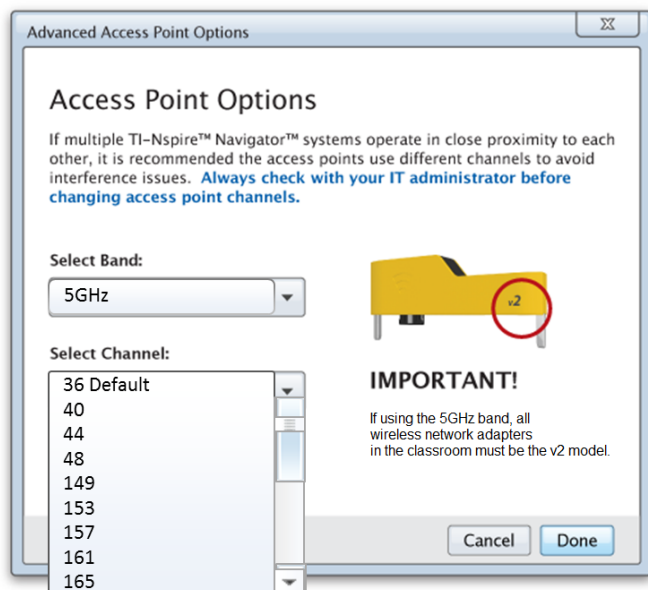 Advanced Access Point Options
Access Point Options
If multiple TI-Nspire™ Navigator™ systems operate in close proximity to each
other, it is recommended the access points use different channels to avoid
interference issues. Always check with your IT administrator before
changing access point channels.
Select Band:
5GHz
Select Channel:
36 Default
40
44
48
149
153
157
161
165
v2
IMPORTANT!
If using the 5GHz band, all
wireless network adapters
in the classroom must be the v2 model.
Cancel
Done